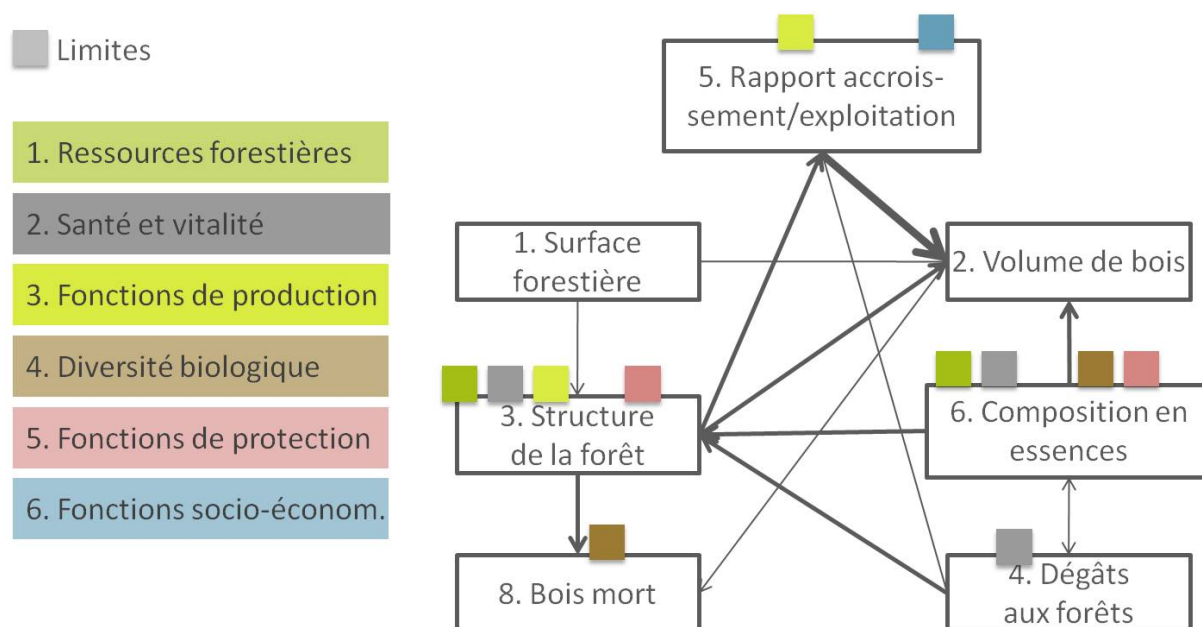 Limites
1. Ressources forestières
2. Santé et vitalité
3. Fonctions de production
4. Diversité biologique
5. Fonctions de protection
6. Fonctions socio-économ.
5. Rapport accrois-
sement/exploitation
1. Surface
forestière
2. Volume de bois
3. Structure
de la forêt
6. Composition en
essences
8. Bois mort
4. Dégâts
aux forêts